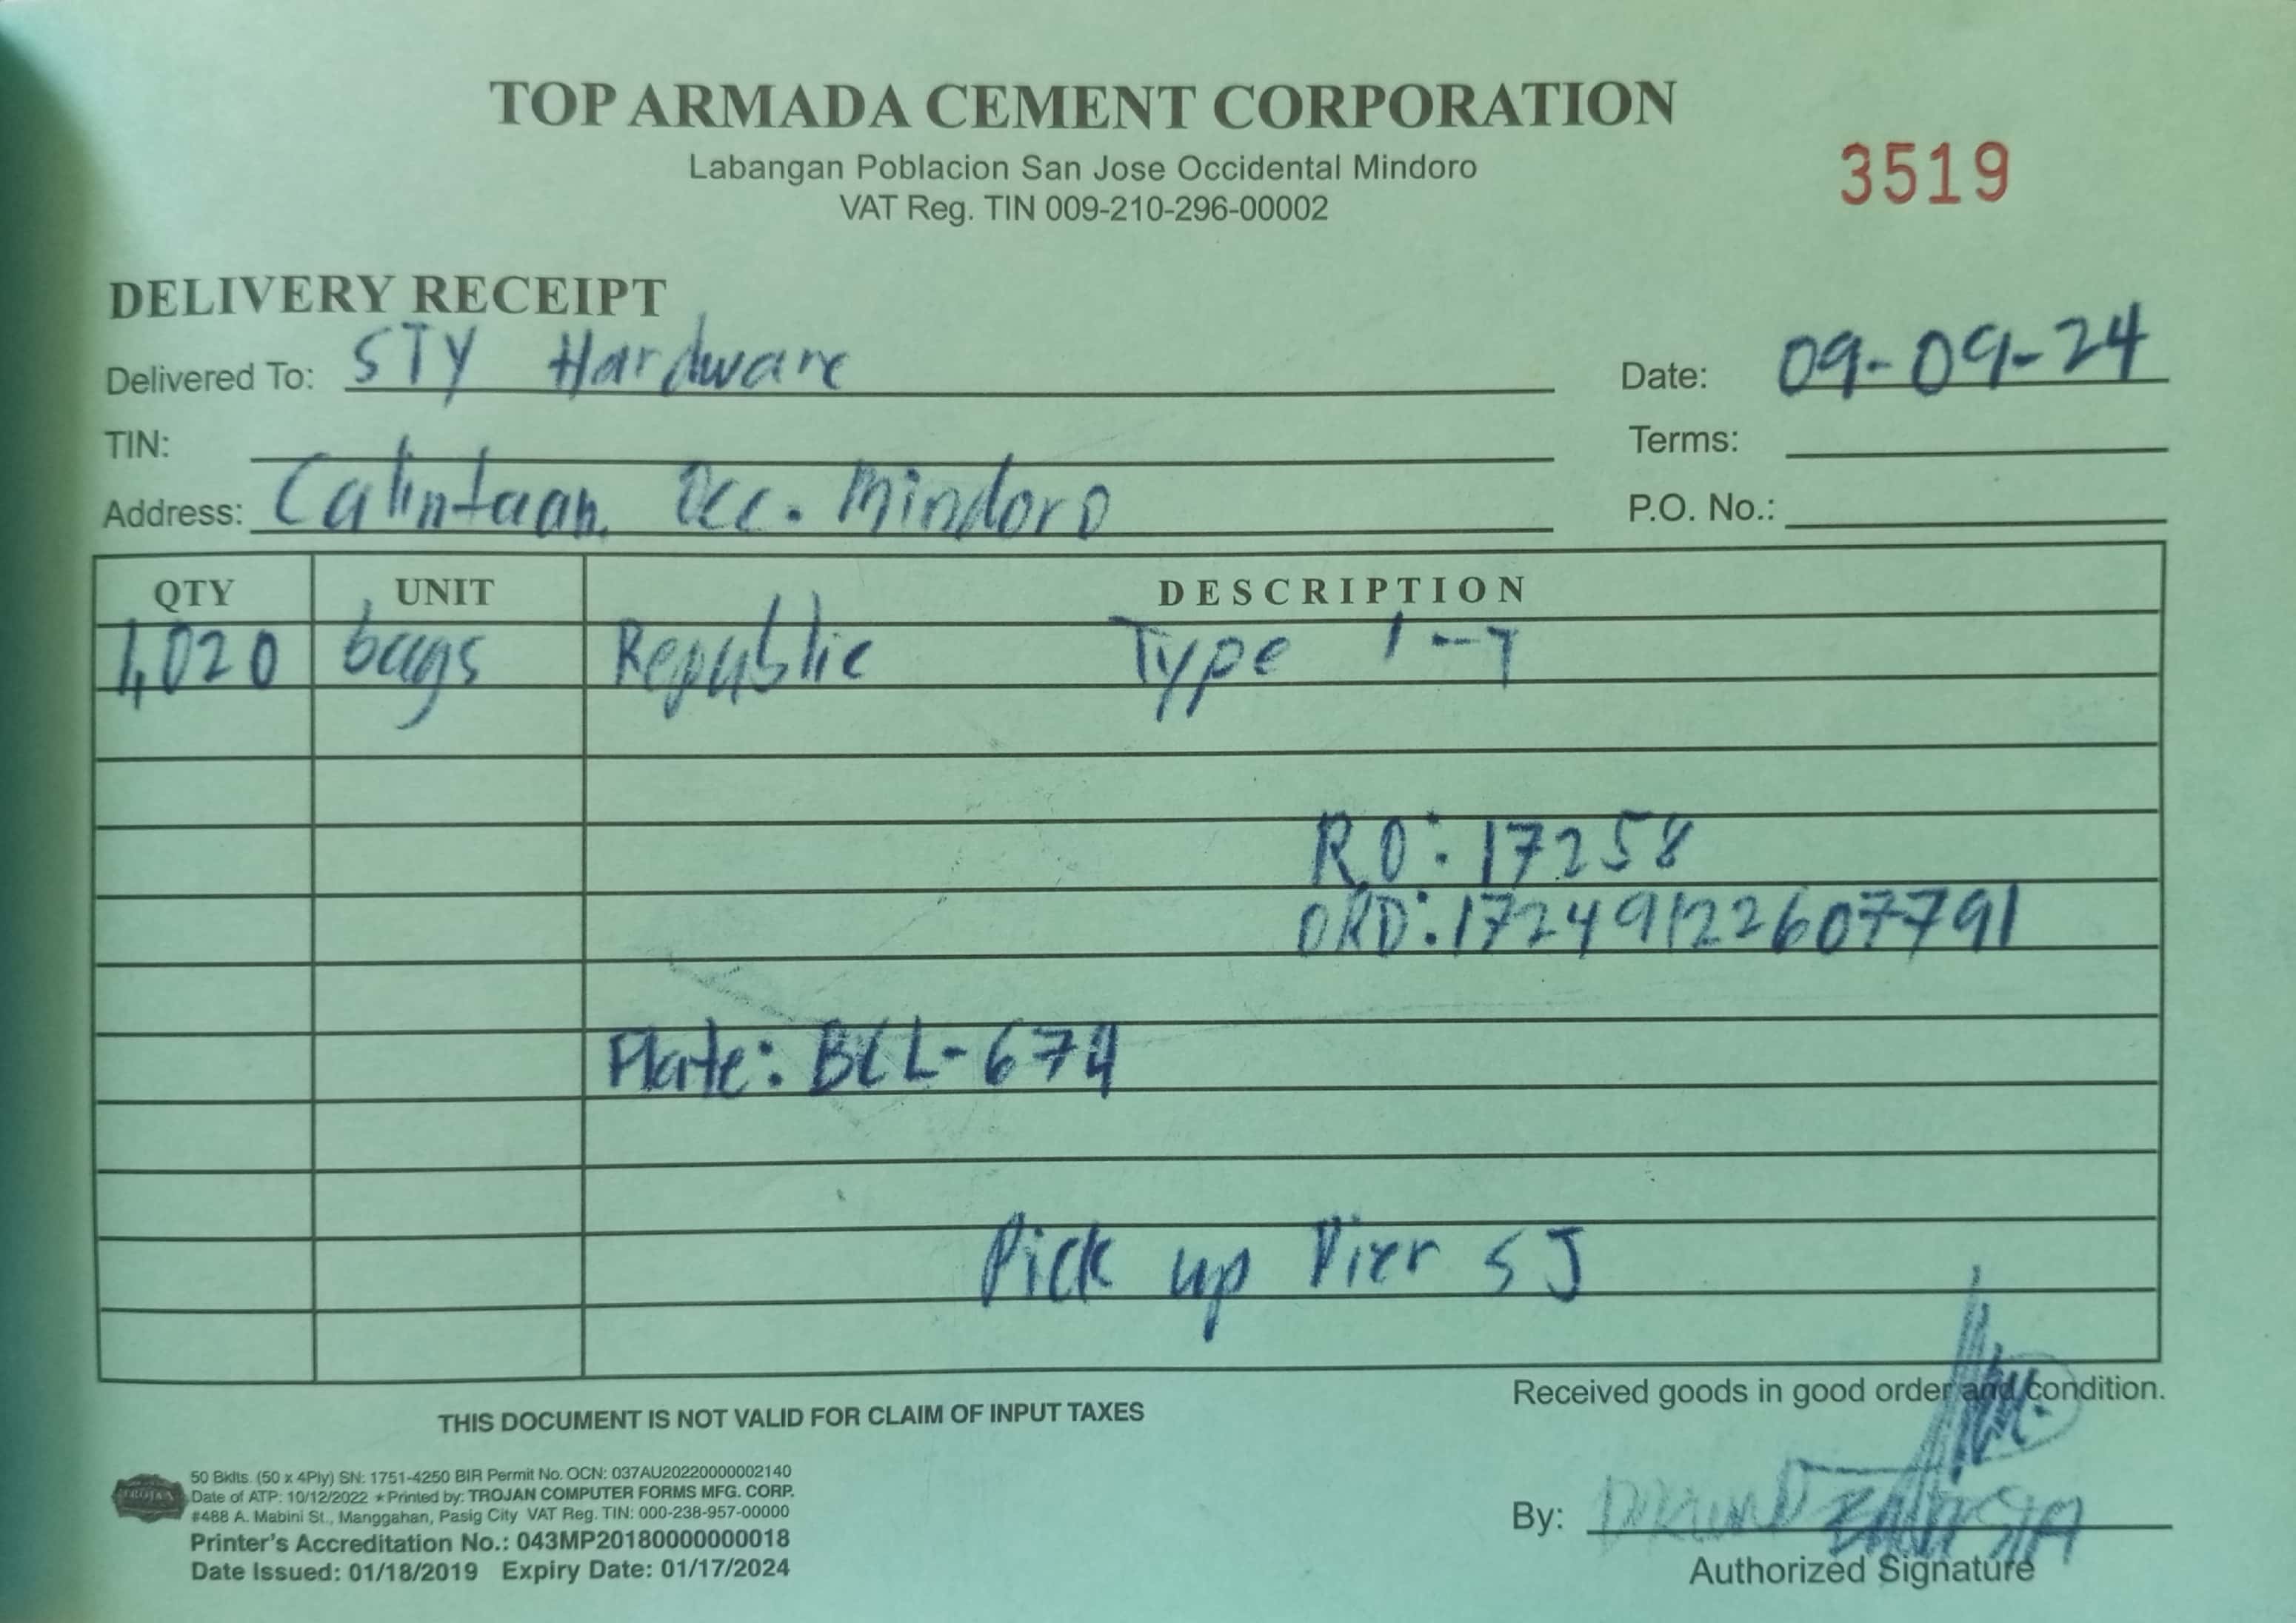 TOP ARMADA CEMENT CORPORATION
Labangan Poblacion San Jose Occidental Mindoro
VAT Reg. TIN 009-210-296-00002
3519
DELIVERY RECEIPT
Delivered To: STY Hardware
Date: 09-09-24
TIN:
Terms:
Address: Calintaan. Occ. Mindoro
P.O. No.:
QTY UNIT DESCRIPTION
1,020 bags Republic Type 1-T
R.O: 17258
ORD: 17249122607791
Plate: BCL-674
Pick up Pier SJ
Received goods in good order and condition.
THIS DOCUMENT IS NOT VALID FOR CLAIM OF INPUT TAXES
TROJAN
50 Bklts. (50 x 4Ply) SN: 1751-4250 BIR Permit No. OCN: 037AU20220000002140
Date of ATP: 10/12/2022 ★Printed by: TROJAN COMPUTER FORMS MFG. CORP.
#488 A. Mabini St., Manggahan, Pasig City VAT Reg. TIN: 000-238-957-00000
Printer's Accreditation No.: 043MP20180000000018
Date Issued: 01/18/2019 Expiry Date: 01/17/2024
By:
Authorized Signature